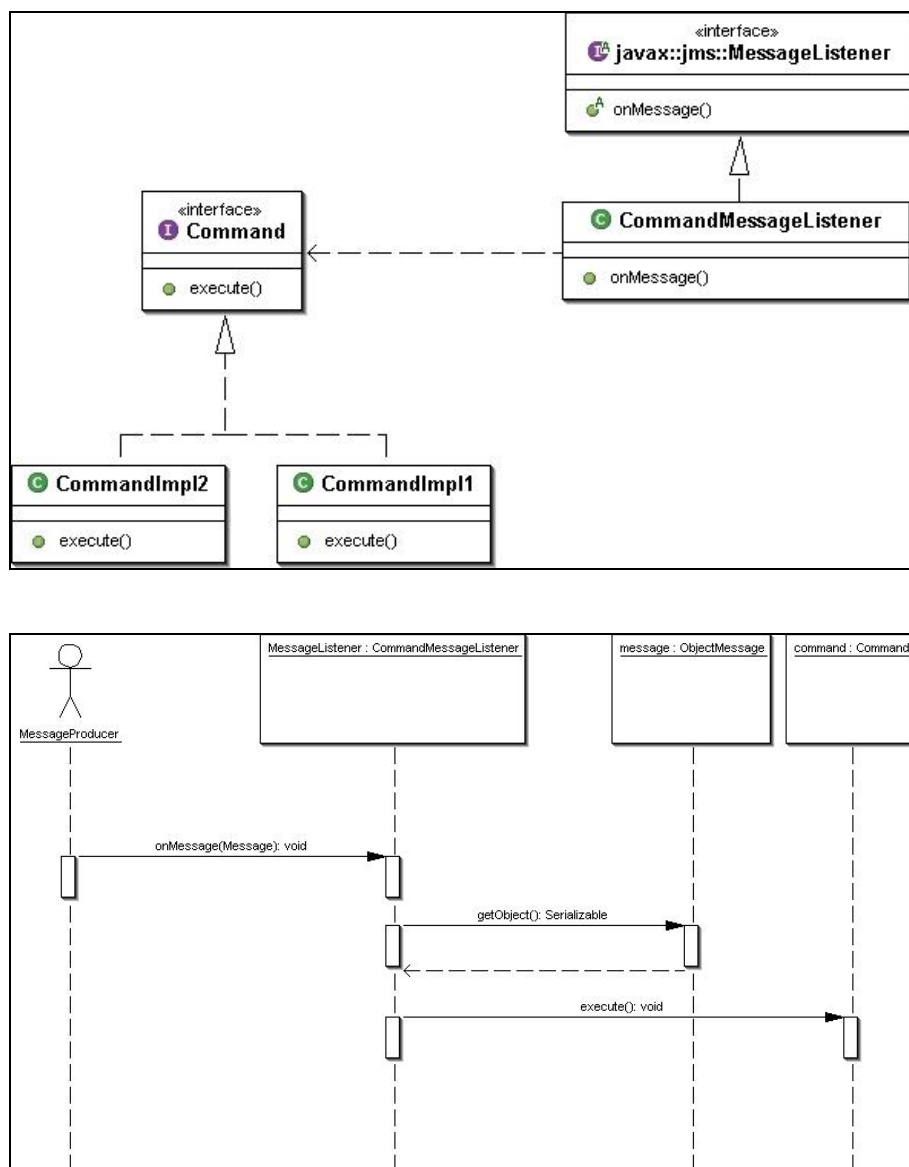 «interface»
javax::jms::MessageListener
onMessage()
«interface»
Command
execute()
CommandMessageListener
onMessage()
CommandImpl2
execute()
CommandImpl1
execute()
MessageProducer
MessageListener : CommandMessageListener
message : ObjectMessage
command : Command
onMessage(Message): void
getObject(): Serializable
execute(): void